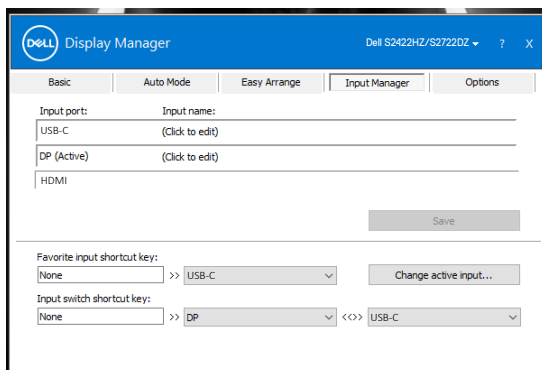 DELL Display Manager Dell S2422HZ/S2722DZ ? X
Basic Auto Mode Easy Arrange Input Manager Options
Input port: Input name:
USB-C (Click to edit)
DP (Active) (Click to edit)
HDMI
Save
Favorite input shortcut key:
None >> USB-C Change active input...
Input switch shortcut key:
None >> DP <<>> USB-C